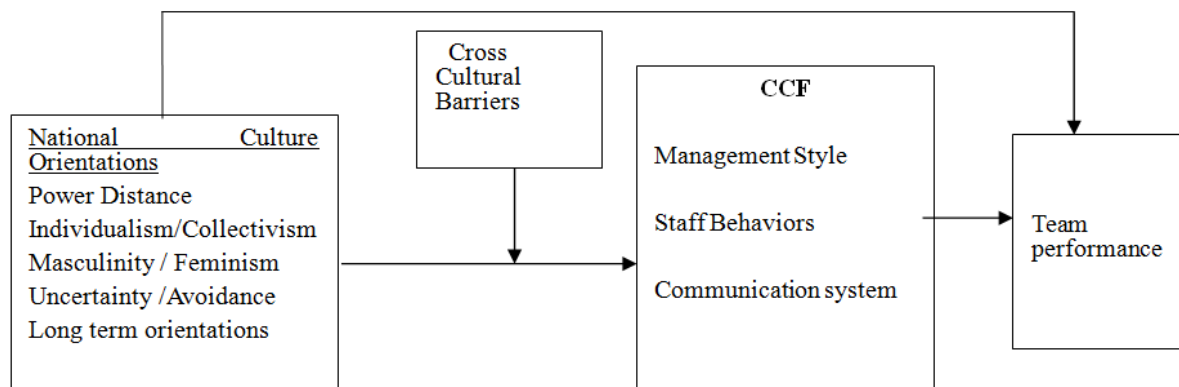 National Culture
Orientations
Power Distance
Individualism/Collectivism
Masculinity / Feminism
Uncertainty /Avoidance
Long term orientations
Cross
Cultural
Barriers
CCF
Management Style
Staff Behaviors
Communication system
Team
performance